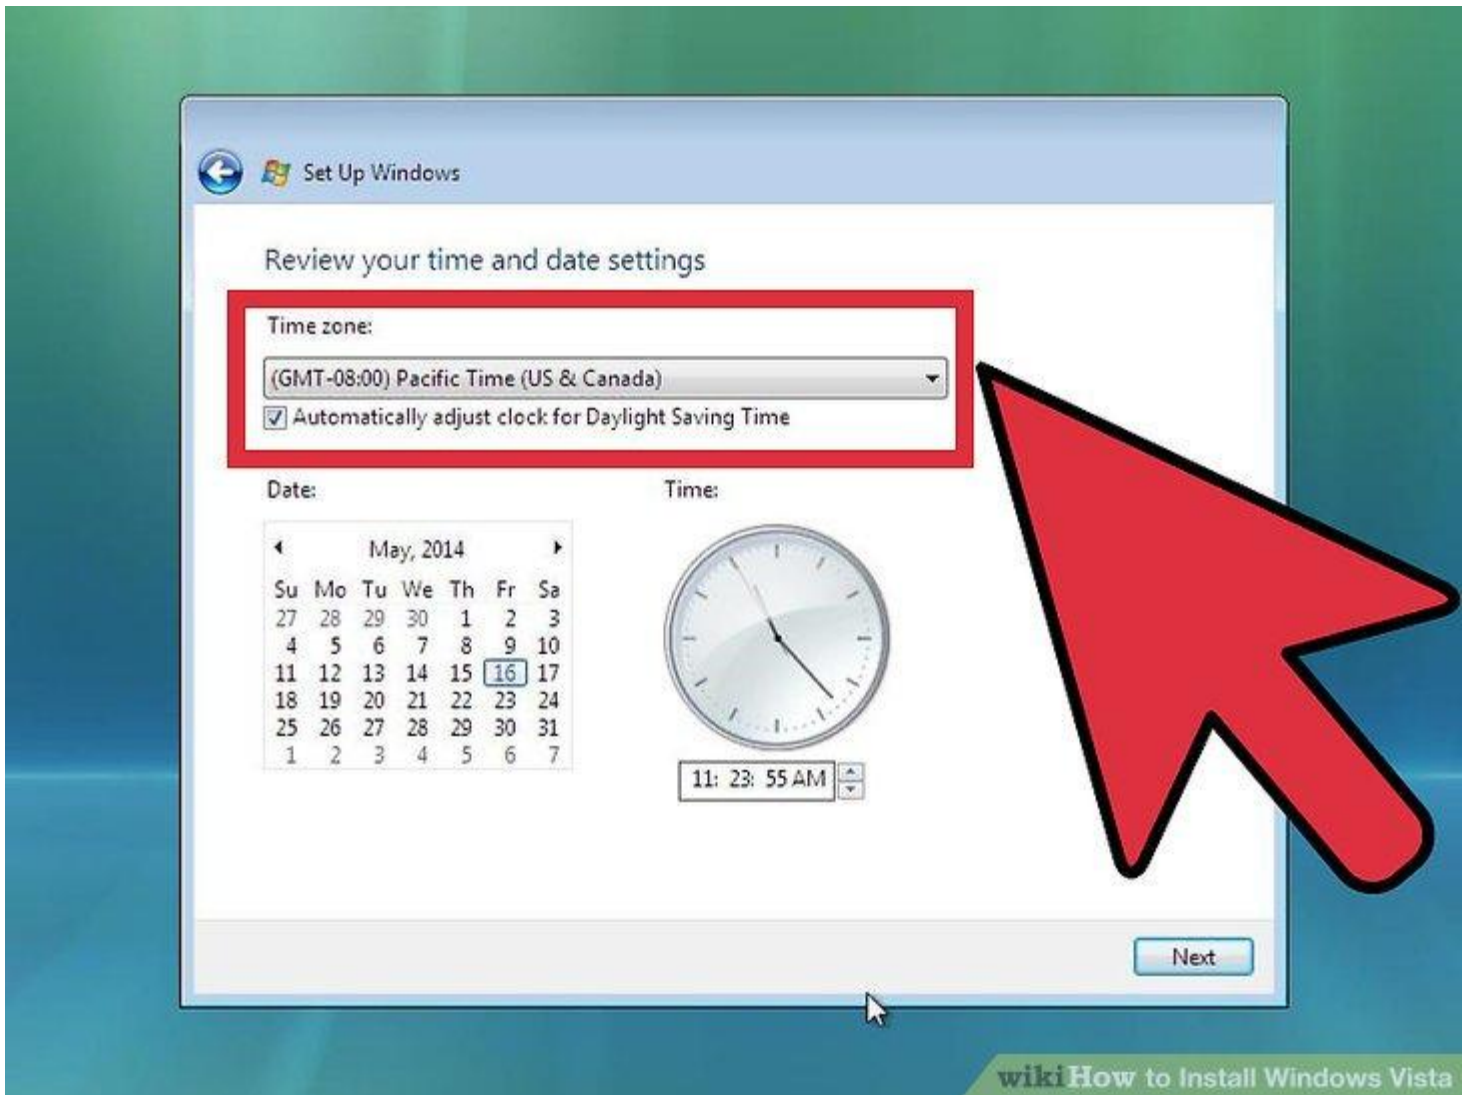 Set Up Windows
Review your time and date settings
Time zone:
(GMT-08:00) Pacific Time (US & Canada)
Automatically adjust clock for Daylight Saving Time
Date:
Time:
May, 2014
Su Mo Tu We Th Fr Sa
27 28 29 30 1 2 3
4 5 6 7 8 9 10
11 12 13 14 15 16 17
18 19 20 21 22 23 24
25 26 27 28 29 30 31
1 2 3 4 5 6 7
11: 23: 55 AM
Next
wikiHow to Install Windows Vista